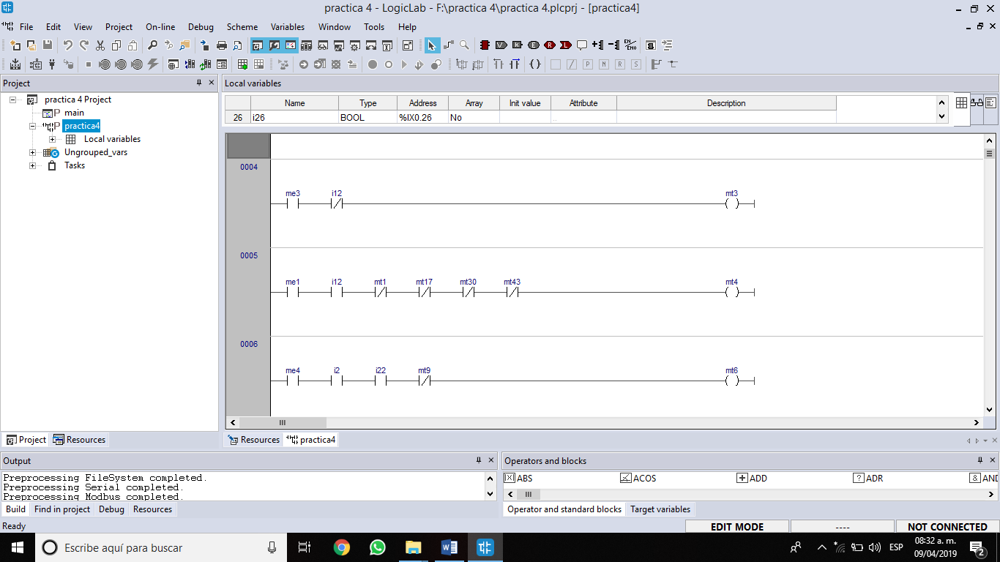 practica 4 - LogicLab - F:\practica 4\practica 4.plcprj - [practica4]
File Edit View Project On-line Debug Scheme Variables Window Tools Help
EN/ENO
P N R S
Project
practica 4 Project
main
practica4
Local variables
Ungrouped_vars
Tasks
Project Resources
Local variables
Name Type Address Array Init value Attribute Description
26 i26 BOOL %IX0.26 No ..
0004
me3 i12 mt3
0005
me1 i12 mt1 mt17 mt30 mt43 mt4
0006
me4 i2 i22 mt9 mt6
Resources practica4
Output
Preprocessing FileSystem completed.
Preprocessing Serial completed.
Preprocessing Modbus completed.
Build Find in project Debug Resources
Operators and blocks
ABS ACOS ADD ADR AND
Operator and standard blocks Target variables
Ready
EDIT MODE ---- NOT CONNECTED
Escribe aquí para buscar
ESP
08:32 a. m.
09/04/2019
2